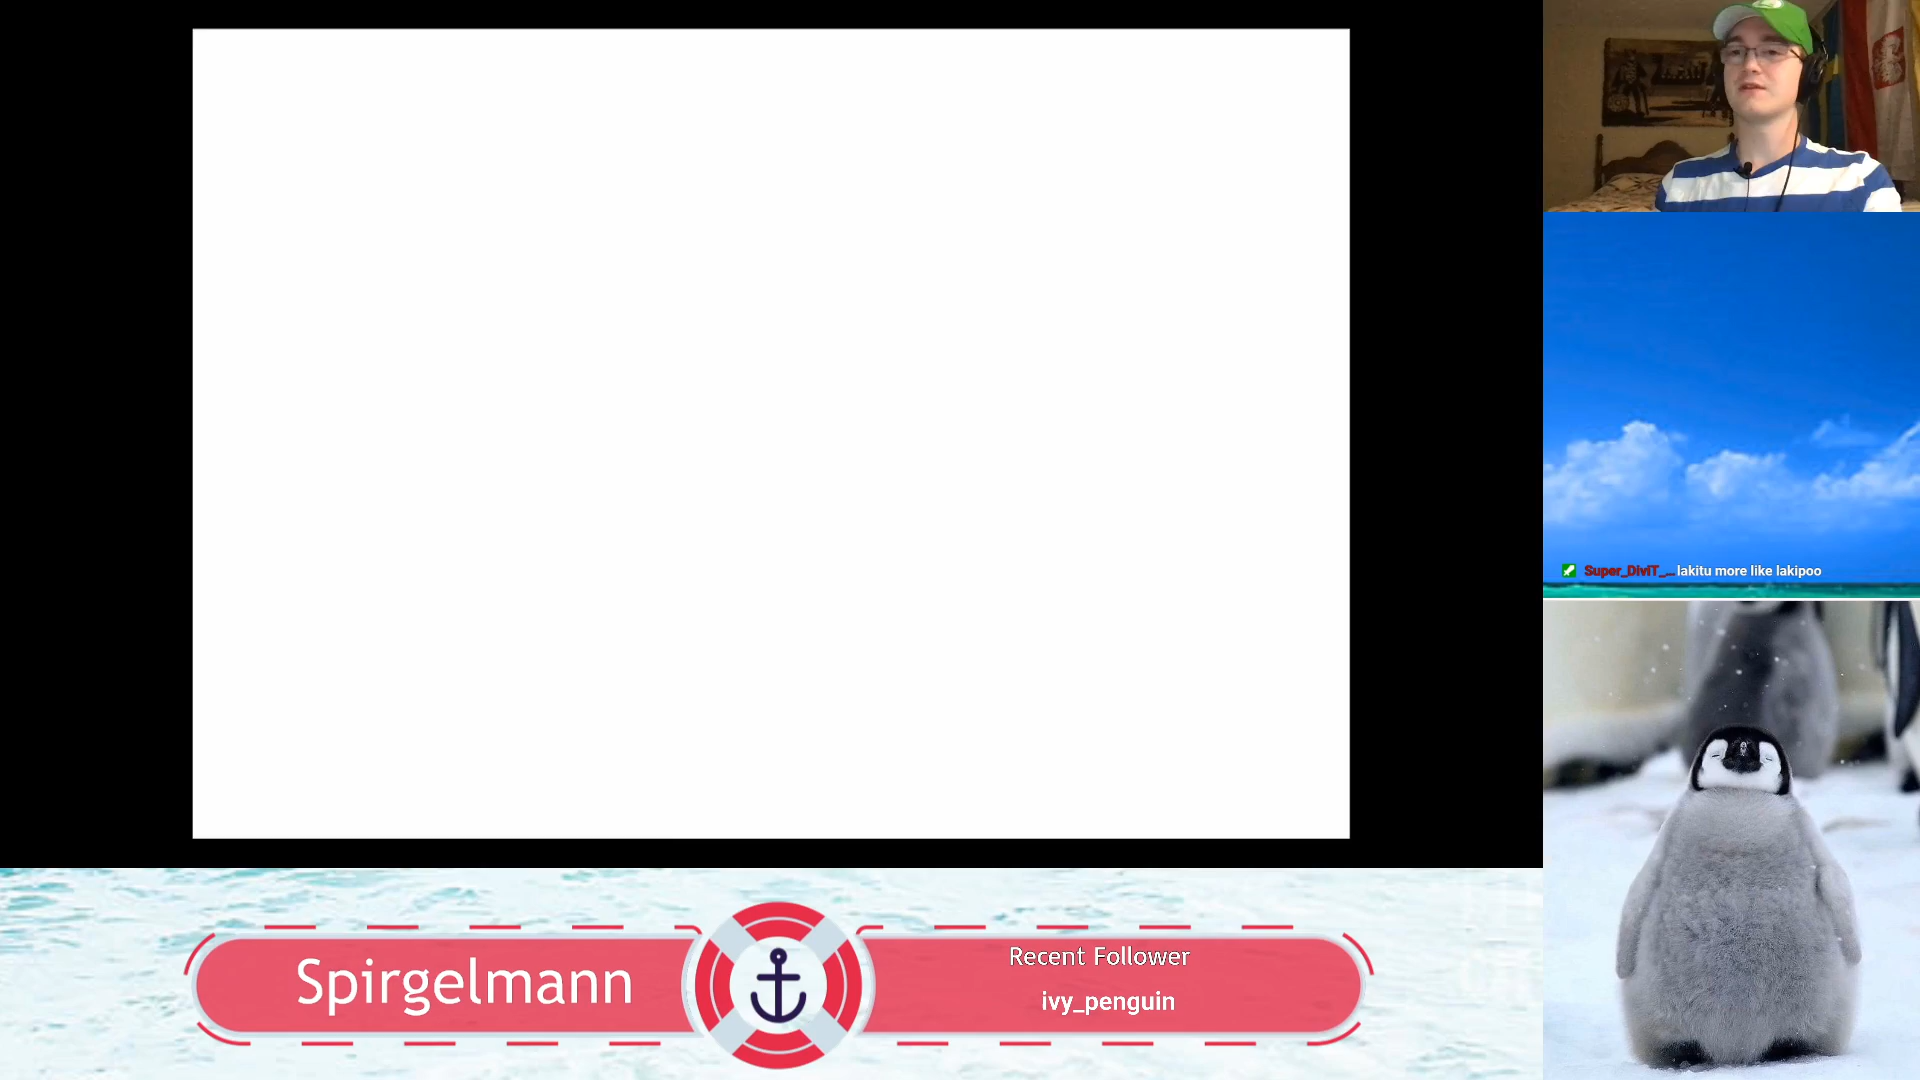 Super_DiviT_... lakitu more like lakipoo
Spirgelmann
Recent Follower
ivy_penguin